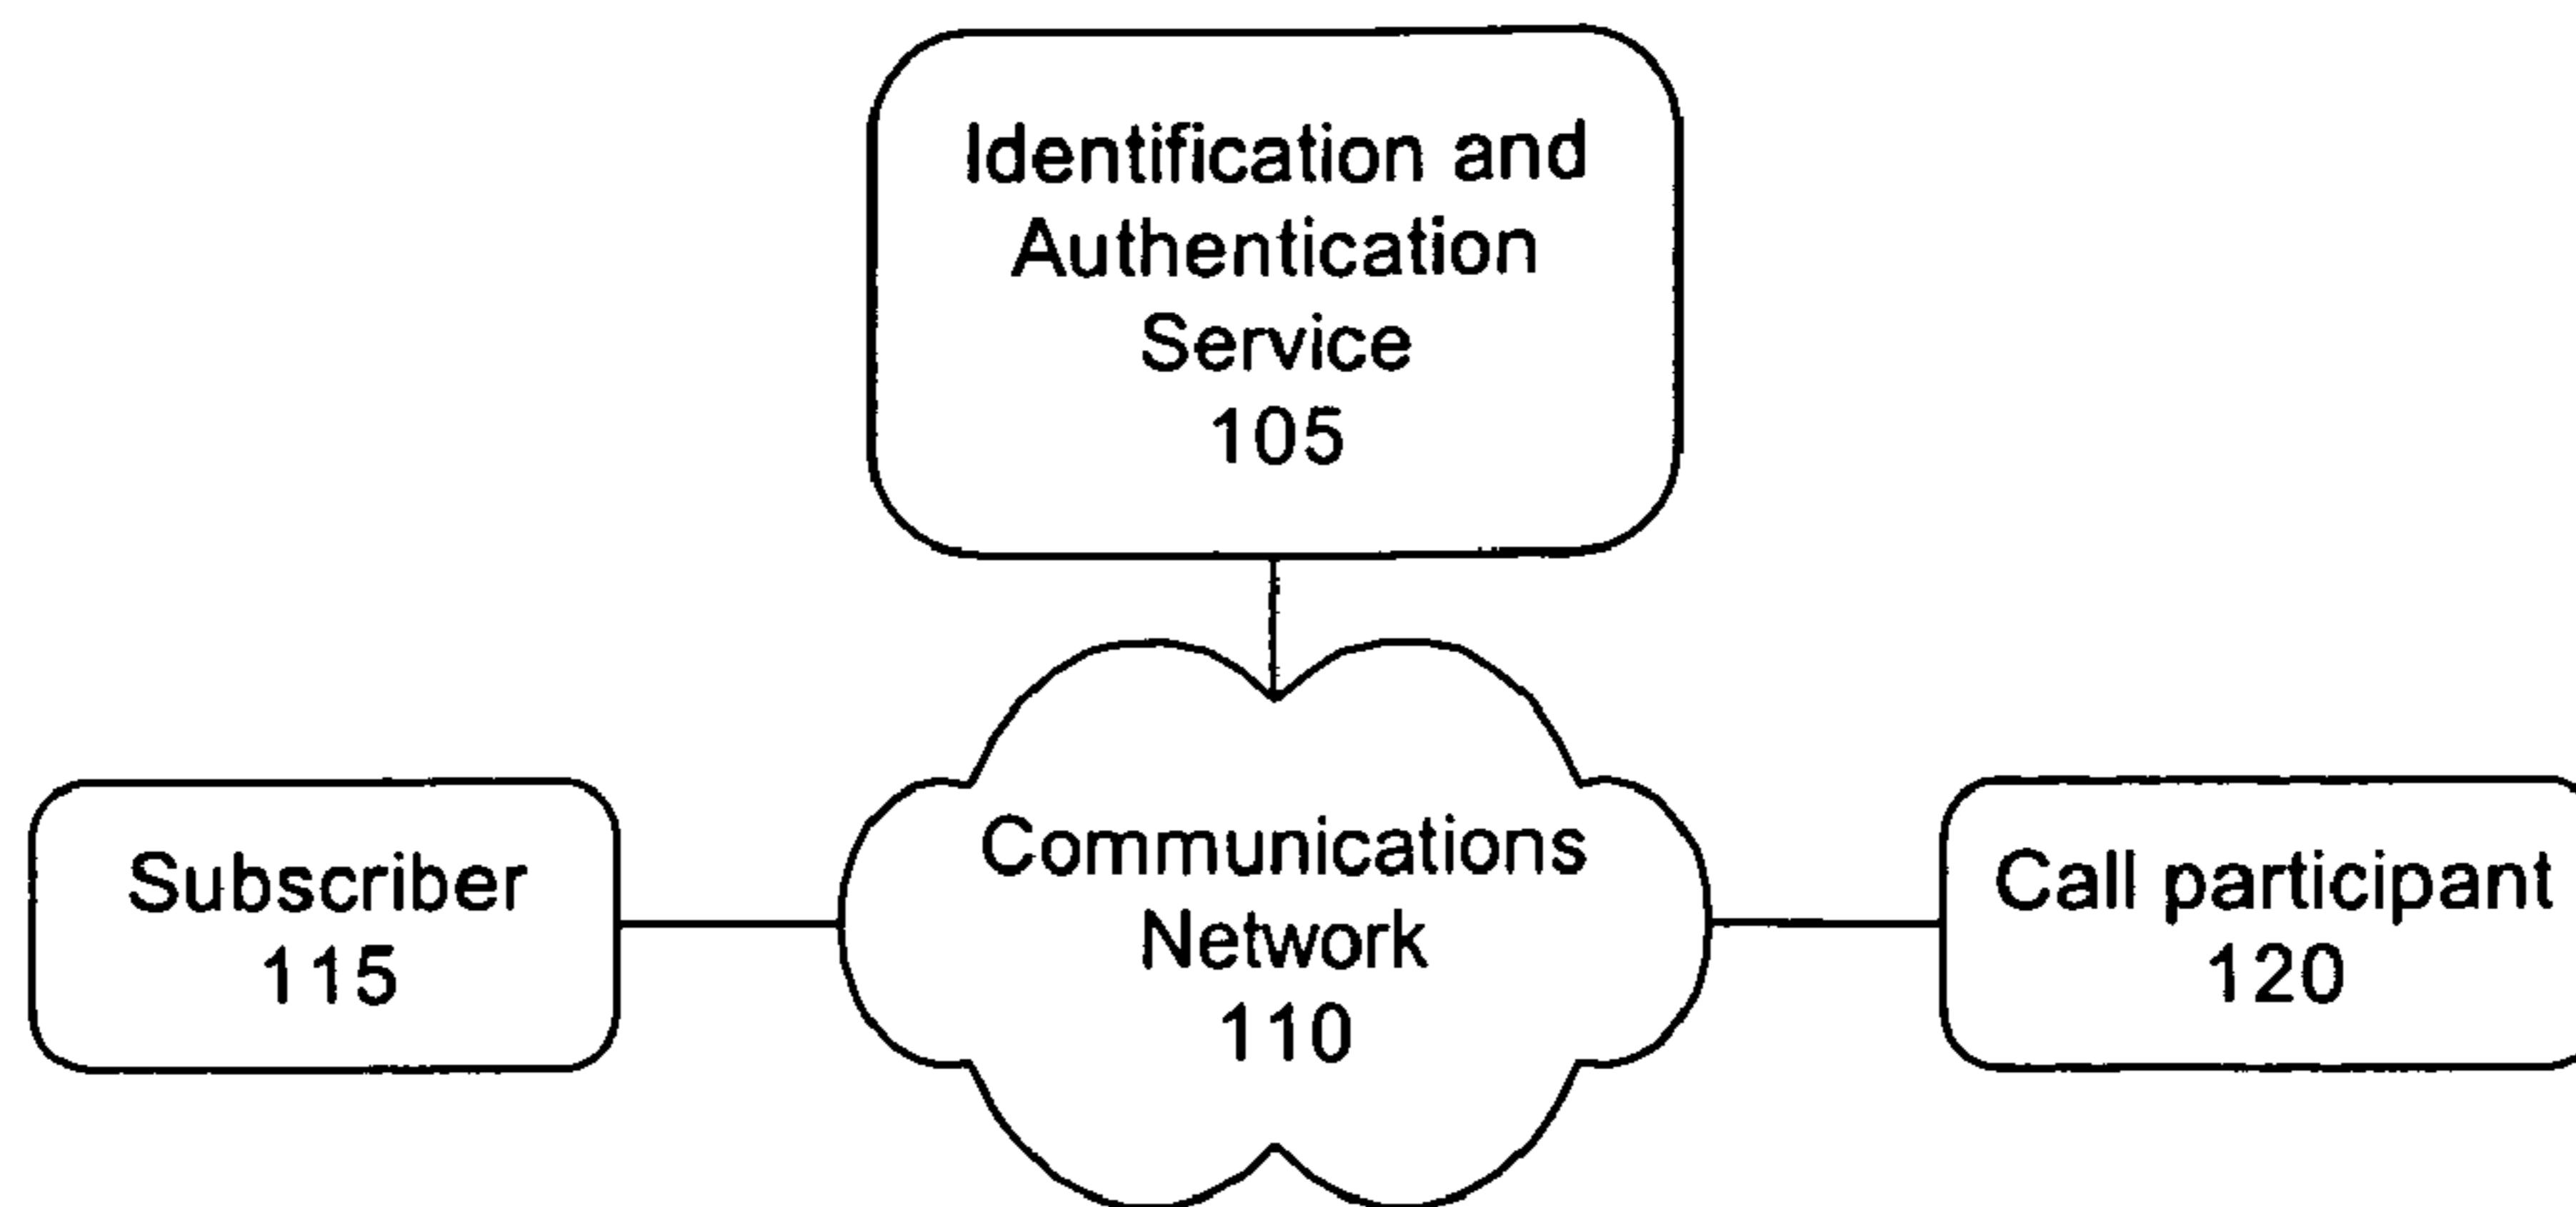 Identification and
Authentication
Service
105
Subscriber
115
Communications
Network
110
Call participant
120